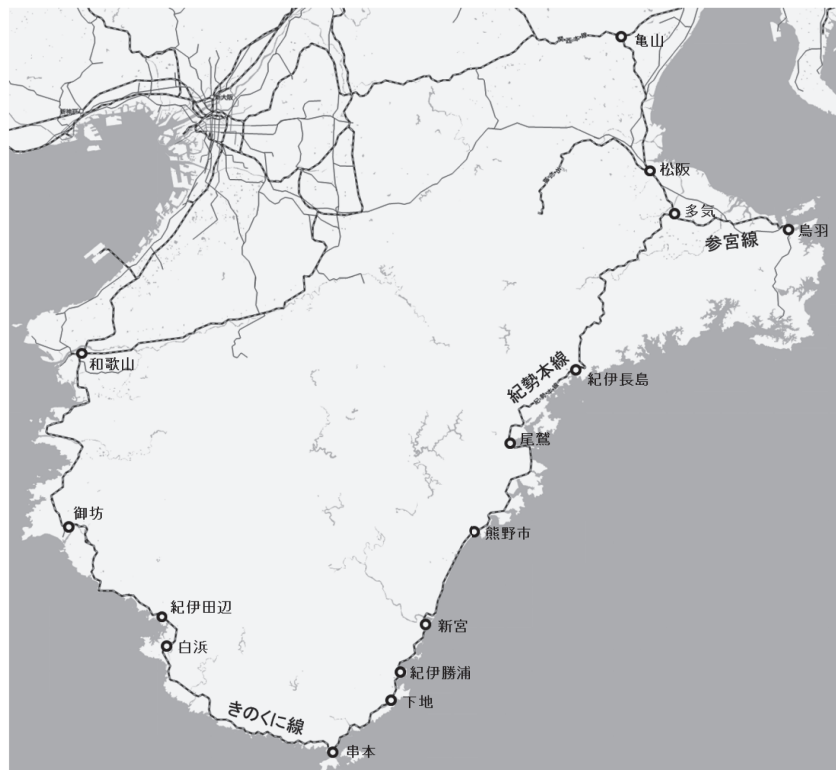 亀山
松阪
多気
鳥羽
参宮線
和歌山
紀勢本線
紀伊長島
尾鷲
御坊
熊野市
紀伊田辺
新宮
白浜
紀伊勝浦
下地
きのくに線
串本